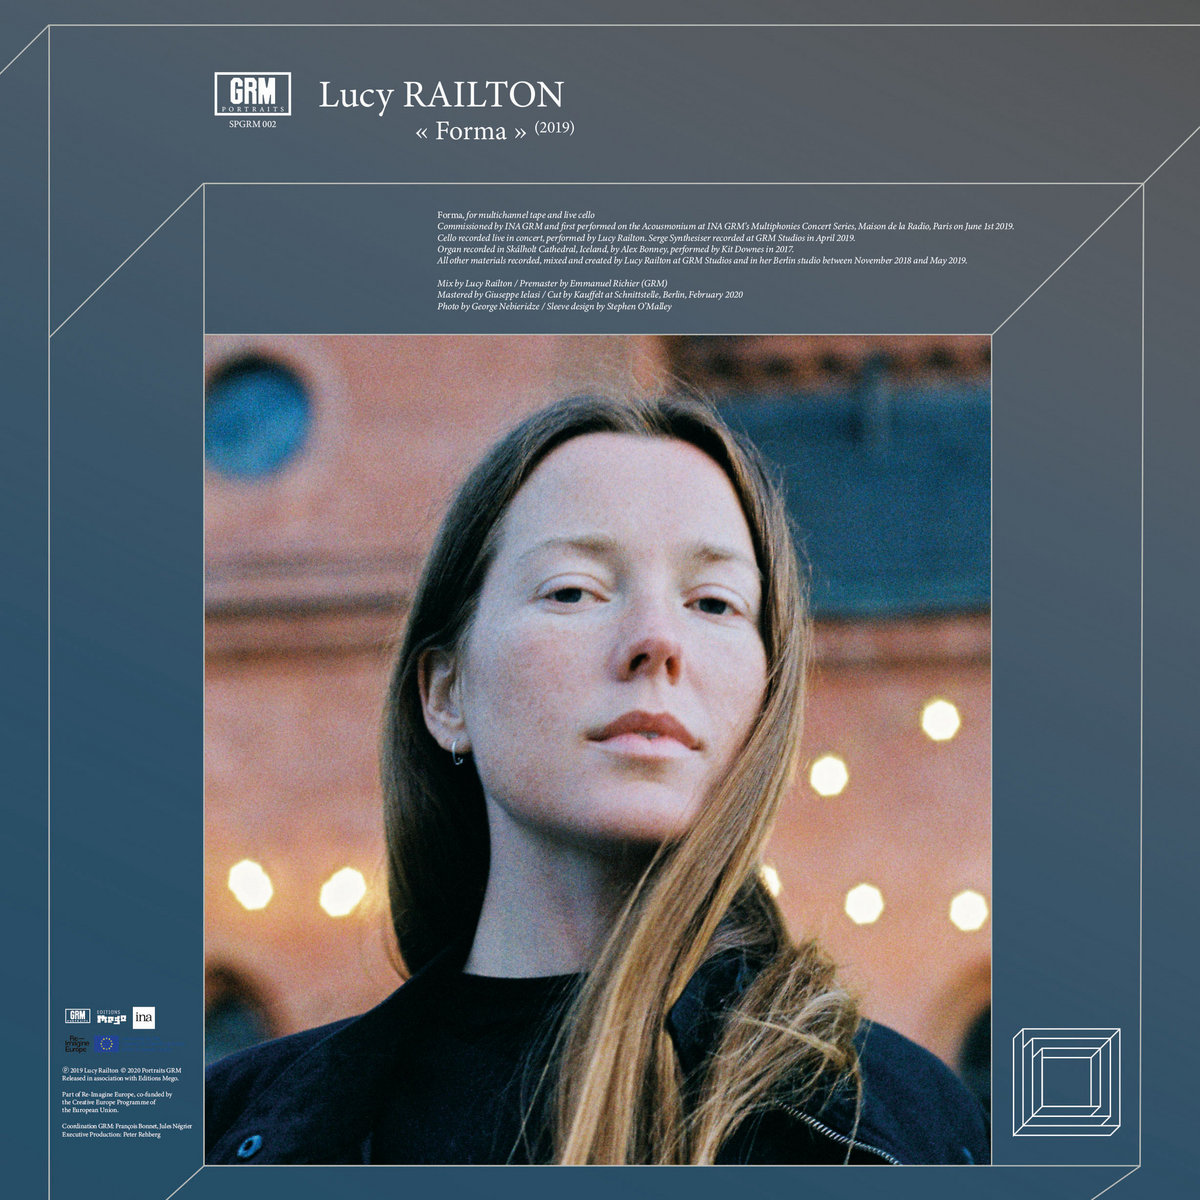 GRM
PORTRAITS
SPGRM 002
Lucy RAILTON
« Forma » (2019)
Forma, for multichannel tape and live cello
Commissioned by INA GRM and first performed on the Acousmonium at INA GRM's Multiphonies Concert Series, Maison de la Radio, Paris on June 1st 2019.
Cello recorded live in concert, performed by Lucy Railton. Serge Synthesiser recorded at GRM Studios in April 2019.
Organ recorded in Skálholt Cathedral, Iceland, by Alex Bonney, performed by Kit Downes in 2017.
All other materials recorded, mixed and created by Lucy Railton at GRM Studios and in her Berlin studio between November 2018 and May 2019.
Mix by Lucy Railton / Premaster by Emmanuel Richier (GRM)
Mastered by Giuseppe Ielasi / Cut by Kauffelt at Schnittstelle, Berlin, February 2020
Photo by George Nebieridze / Sleeve design by Stephen O'Malley
GRM
PORTRAITS
EDITIONS
mego
ina
Re—
Imagine
Europe
℗ 2019 Lucy Railton © 2020 Portraits GRM
Released in association with Editions Mego.
Part of Re-Imagine Europe, co-funded by
the Creative Europe Programme of
the European Union.
Coordination GRM: François Bonnet, Jules Négrier
Executive Production: Peter Rehberg